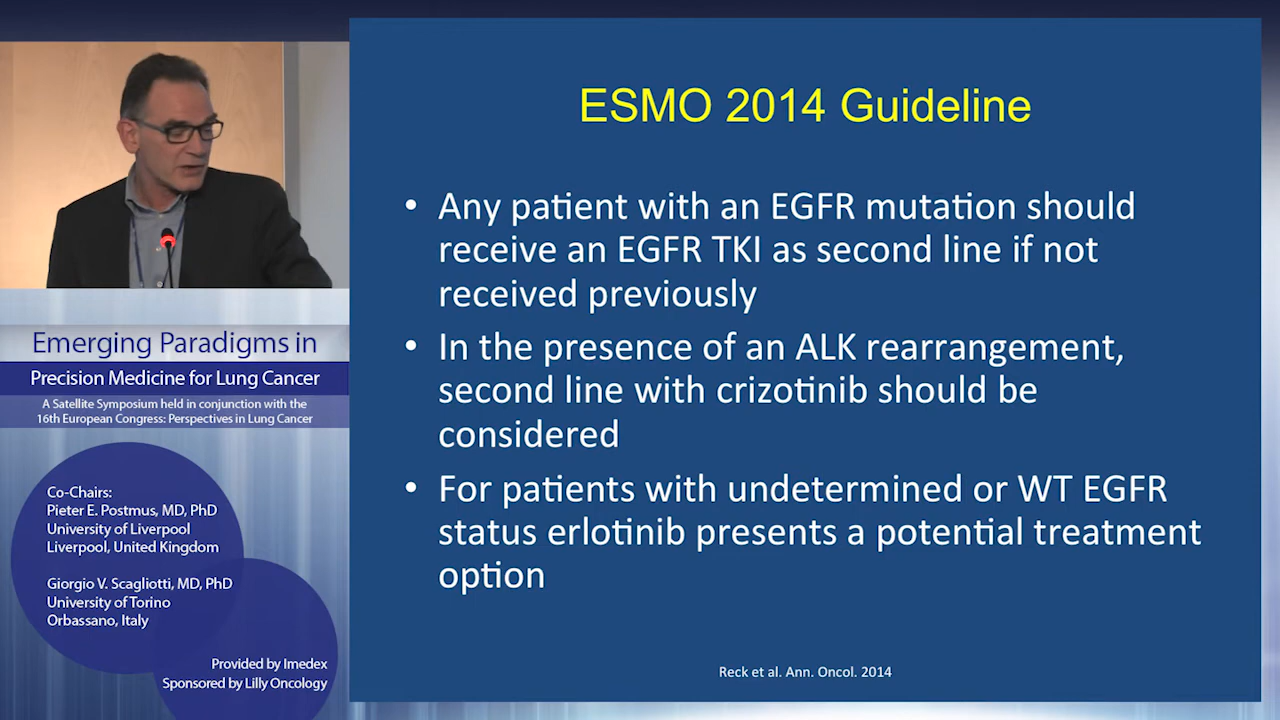 ESMO 2014 Guideline
• Any patient with an EGFR mutation should
receive an EGFR TKI as second line if not
received previously
• In the presence of an ALK rearrangement,
second line with crizotinib should be
considered
• For patients with undetermined or WT EGFR
status erlotinib presents a potential treatment
option
Reck et al. Ann. Oncol. 2014
Emerging Paradigms in
Precision Medicine for Lung Cancer
A Satellite Symposium held in conjunction with the
16th European Congress: Perspectives in Lung Cancer
Co-Chairs:
Pieter E. Postmus, MD, PhD
University of Liverpool
Liverpool, United Kingdom
Giorgio V. Scagliotti, MD, PhD
University of Torino
Orbassano, Italy
Provided by Imedex
Sponsored by Lilly Oncology